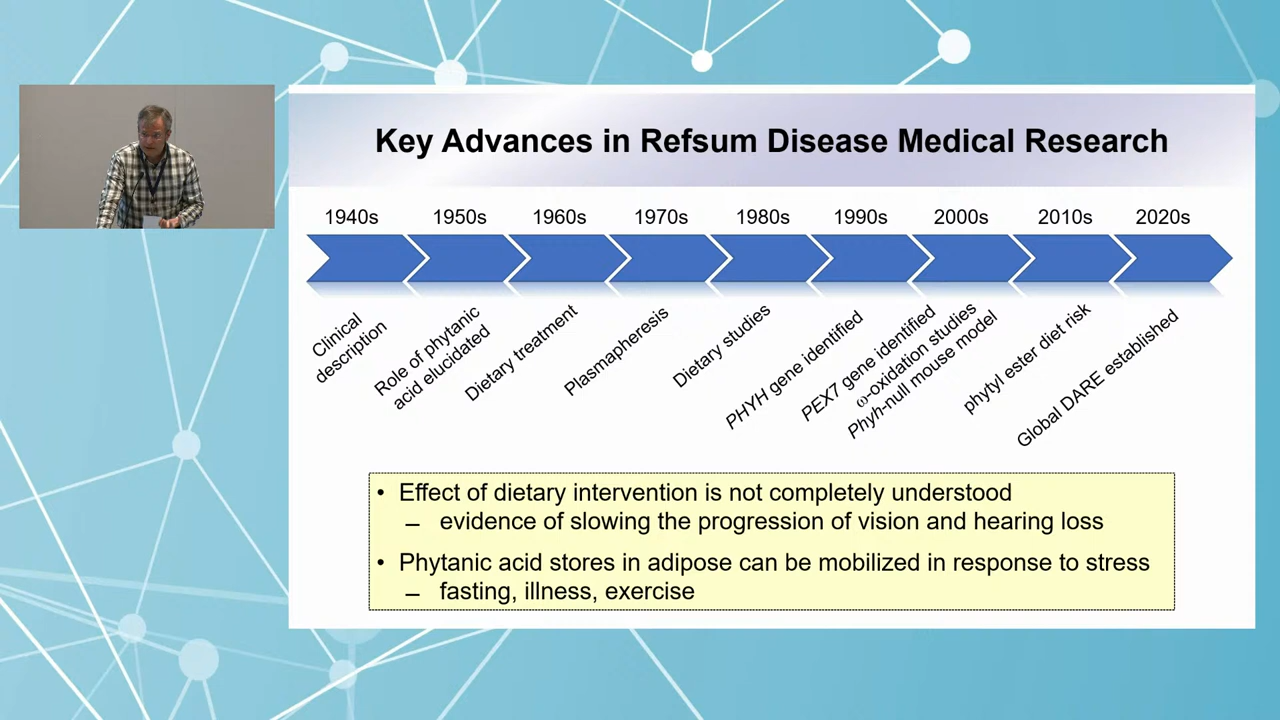 Key Advances in Refsum Disease Medical Research
1940s 1950s 1960s 1970s 1980s 1990s 2000s 2010s 2020s
Clinical
description
Role of phytanic
acid elucidated
Dietary treatment
Plasmapheresis
Dietary studies
PHYH gene identified
PEX7 gene identified
ω-oxidation studies
Phyh-null mouse model
phytyl ester diet risk
Global DARE established
• Effect of dietary intervention is not completely understood
– evidence of slowing the progression of vision and hearing loss
• Phytanic acid stores in adipose can be mobilized in response to stress
– fasting, illness, exercise